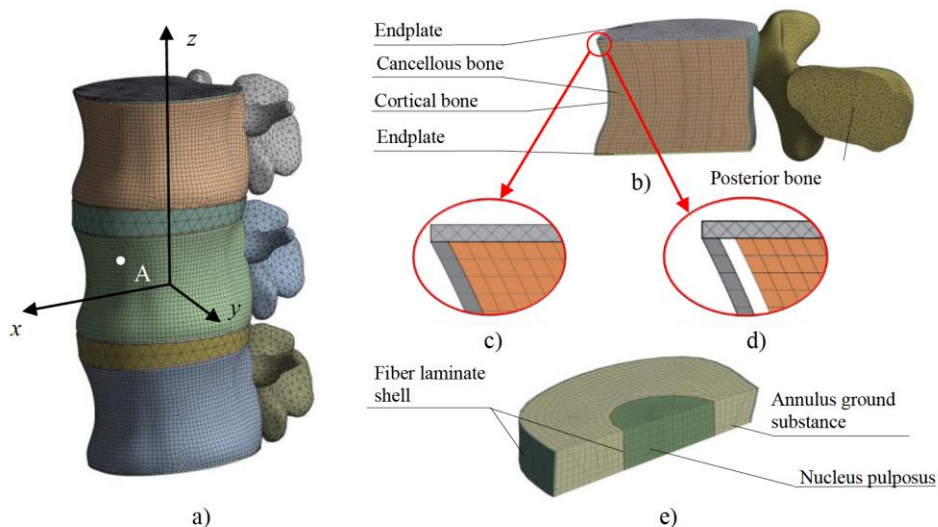 z
A
x
y
a)
Endplate
Cancellous bone
Cortical bone
Endplate
b)
Posterior bone
c)
d)
Fiber laminate
shell
Annulus ground
substance
Nucleus pulposus
e)